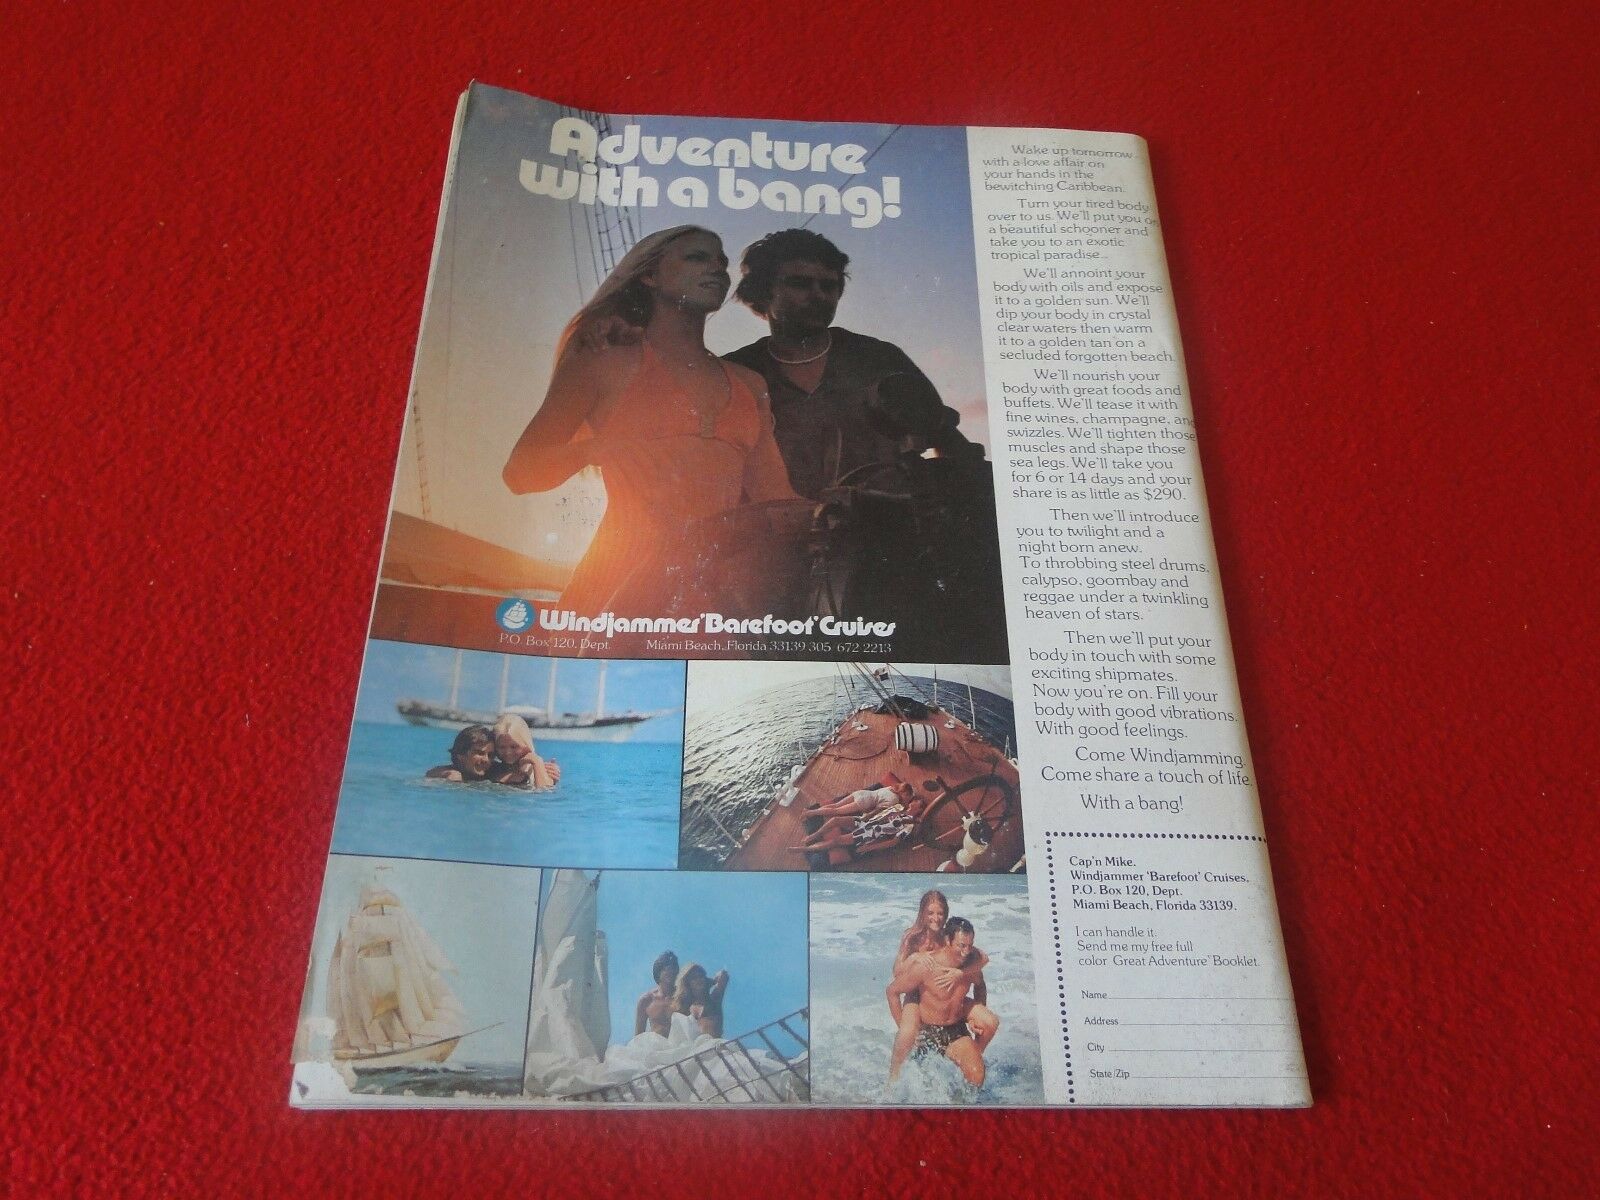 Adventure
with a bang!
Windjammer 'Barefoot' Cruises
P.O. Box 120, Dept. Miami Beach, Florida 33139 305 672 2213
Wake up tomorrow
with a love affair on
your hands in the
bewitching Caribbean.
Turn your tired body
over to us. We'll put you on
a beautiful schooner and
take you to an exotic
tropical paradise...
We'll annoint your
body with oils and expose
it to a golden sun. We'll
dip your body in crystal
clear waters then warm
it to a golden tan on a
secluded forgotten beach.
We'll nourish your
body with great foods and
buffets. We'll tease it with
fine wines, champagne, and
swizzles. We'll tighten those
muscles and shape those
sea legs. We'll take you
for 6 or 14 days and your
share is as little as $290.
Then we'll introduce
you to twilight and a
night born anew.
To throbbing steel drums,
calypso, goombay and
reggae under a twinkling
heaven of stars.
Then we'll put your
body in touch with some
exciting shipmates.
Now you're on. Fill your
body with good vibrations.
With good feelings.
Come Windjamming.
Come share a touch of life.
With a bang!
Cap'n Mike.
Windjammer 'Barefoot' Cruises,
P.O. Box 120, Dept.
Miami Beach, Florida 33139.
I can handle it.
Send me my free full
color "Great Adventure" Booklet.
Name
Address
City
State/Zip